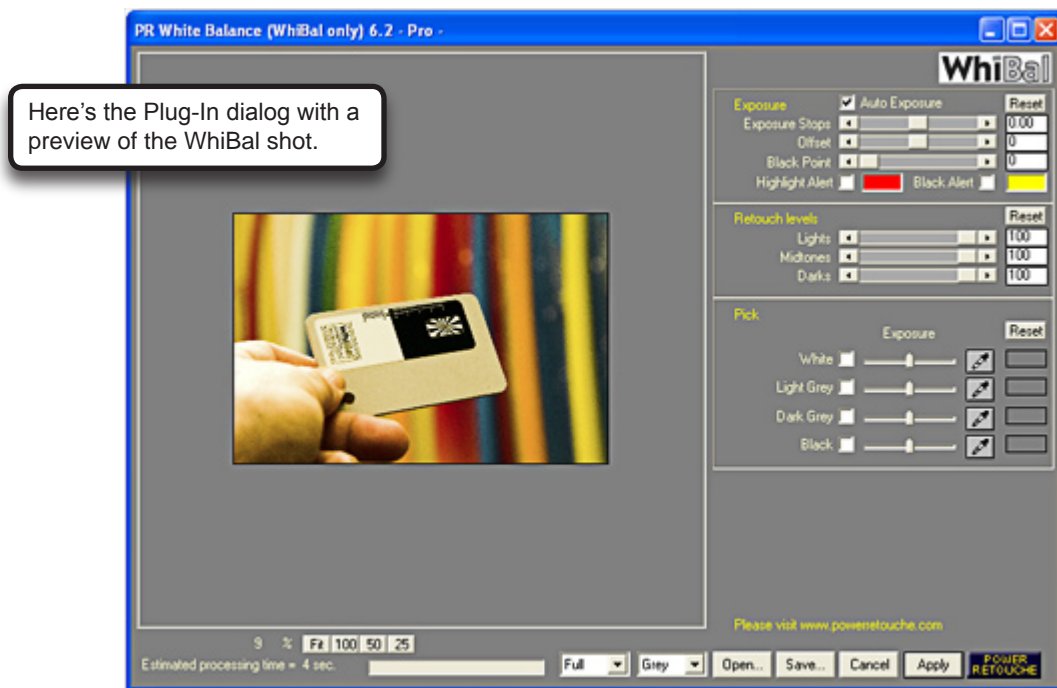 PR White Balance (WhiBal only) 6.2 - Pro -
WhiBal
Here's the Plug-In dialog with a
preview of the WhiBal shot.
Exposure Auto Exposure Reset
Exposure Stops 0.00
Offset 0
Black Point 0
Highlight Alert Black Alert
Retouch levels Reset
Lights 100
Midtones 100
Darks 100
Pick
Exposure Reset
White
Light Grey
Dark Grey
Black
Please visit www.powerretouche.com
9 % Fit 100 50 25
Estimated processing time = 4 sec. Full Grey Open... Save... Cancel Apply POWER RETOUCHE